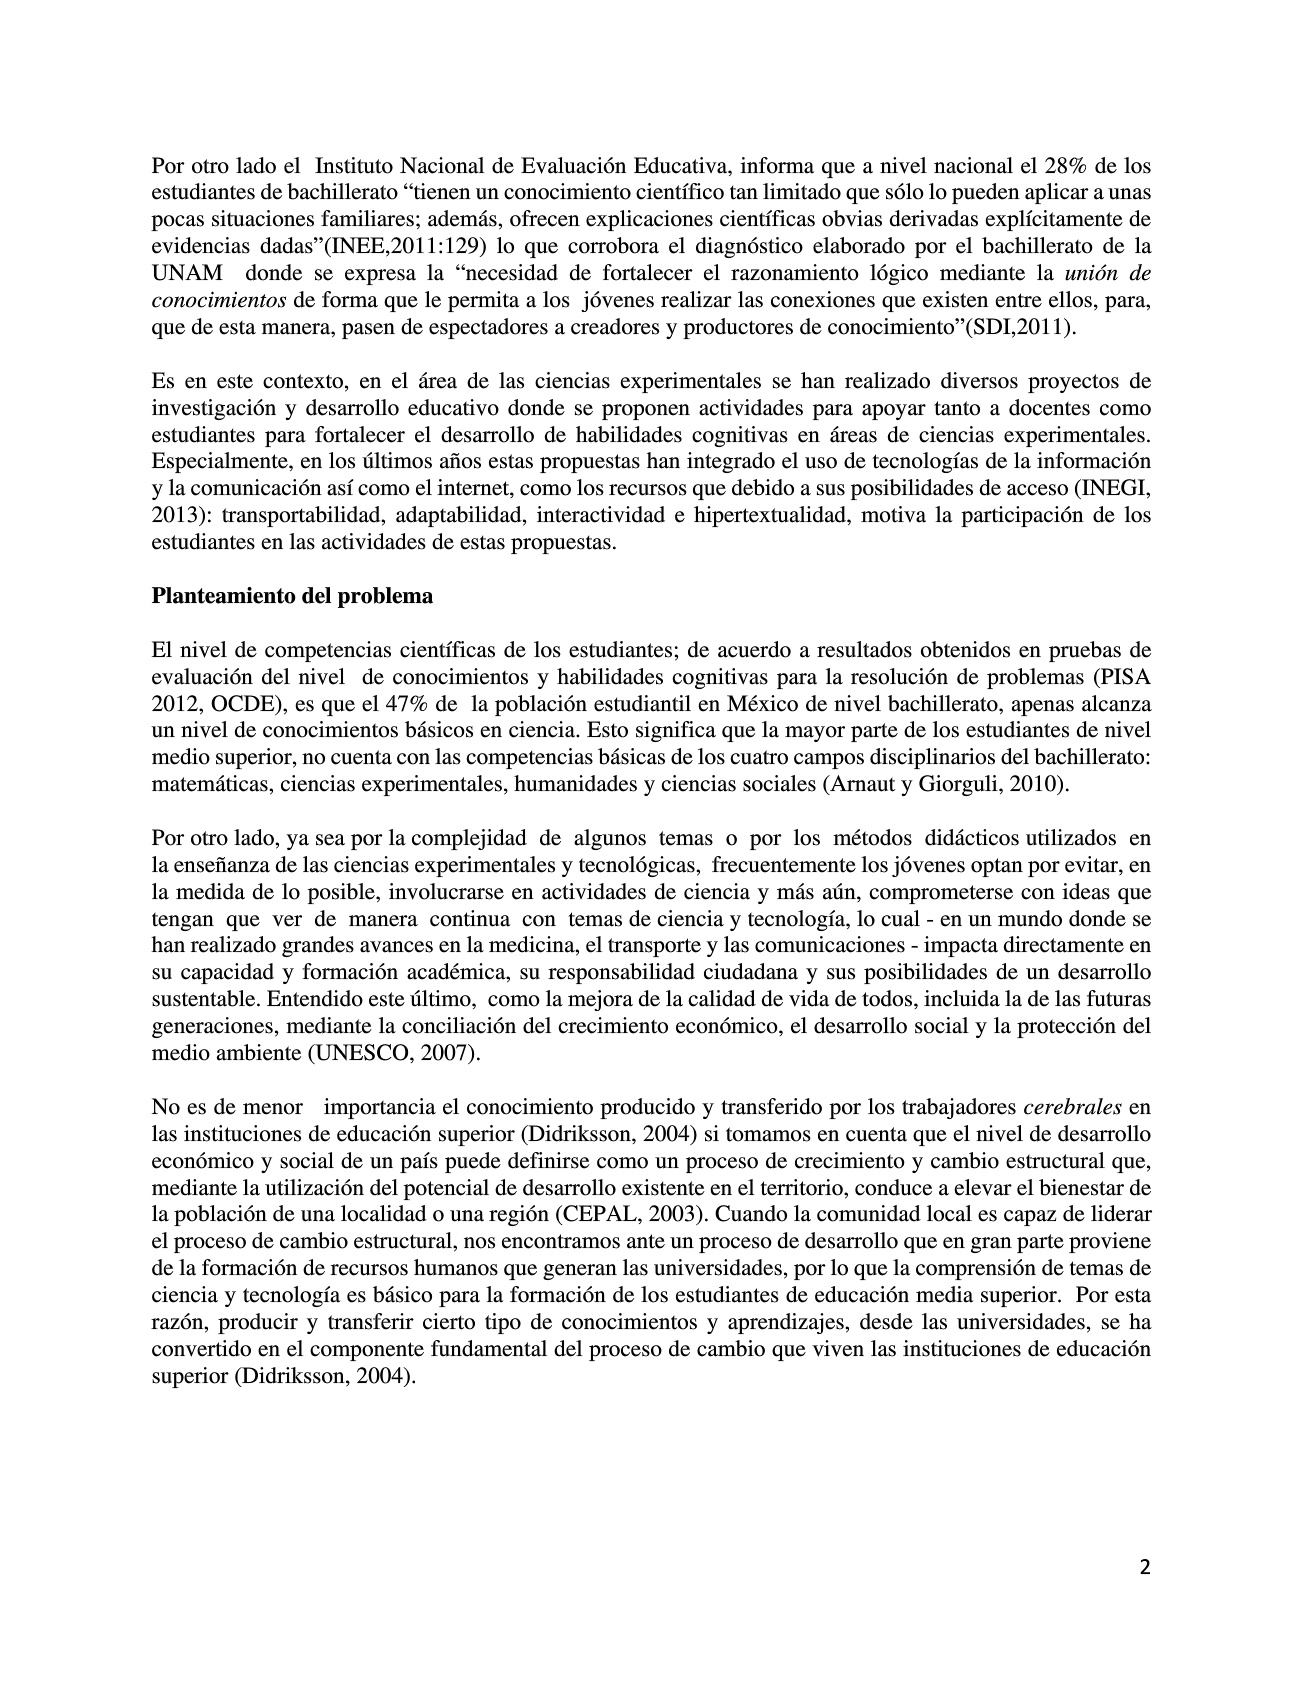 Por otro lado el  Instituto Nacional de Evaluación Educativa, informa que a nivel nacional el 28% de los
estudiantes de bachillerato “tienen un conocimiento científico tan limitado que sólo lo pueden aplicar a unas
pocas situaciones familiares; además, ofrecen explicaciones científicas obvias derivadas explícitamente de
evidencias dadas”(INEE,2011:129) lo que corrobora el diagnóstico elaborado por el bachillerato de la
UNAM  donde se expresa la “necesidad de fortalecer el razonamiento lógico mediante la unión de
conocimientos de forma que le permita a los  jóvenes realizar las conexiones que existen entre ellos, para,
que de esta manera, pasen de espectadores a creadores y productores de conocimiento”(SDI,2011).

Es en este contexto, en el área de las ciencias experimentales se han realizado diversos proyectos de
investigación y desarrollo educativo donde se proponen actividades para apoyar tanto a docentes como
estudiantes para fortalecer el desarrollo de habilidades cognitivas en áreas de ciencias experimentales.
Especialmente, en los últimos años estas propuestas han integrado el uso de tecnologías de la información
y la comunicación así como el internet, como los recursos que debido a sus posibilidades de acceso (INEGI,
2013): transportabilidad, adaptabilidad, interactividad e hipertextualidad, motiva la participación de los
estudiantes en las actividades de estas propuestas.

Planteamiento del problema

El nivel de competencias científicas de los estudiantes; de acuerdo a resultados obtenidos en pruebas de
evaluación del nivel  de conocimientos y habilidades cognitivas para la resolución de problemas (PISA
2012, OCDE), es que el 47% de  la población estudiantil en México de nivel bachillerato, apenas alcanza
un nivel de conocimientos básicos en ciencia. Esto significa que la mayor parte de los estudiantes de nivel
medio superior, no cuenta con las competencias básicas de los cuatro campos disciplinarios del bachillerato:
matemáticas, ciencias experimentales, humanidades y ciencias sociales (Arnaut y Giorguli, 2010).

Por otro lado, ya sea por la complejidad de algunos temas o por los métodos didácticos utilizados en
la enseñanza de las ciencias experimentales y tecnológicas,  frecuentemente los jóvenes optan por evitar, en
la medida de lo posible, involucrarse en actividades de ciencia y más aún, comprometerse con ideas que
tengan que ver de manera continua con temas de ciencia y tecnología, lo cual - en un mundo donde se
han realizado grandes avances en la medicina, el transporte y las comunicaciones - impacta directamente en
su capacidad y formación académica, su responsabilidad ciudadana y sus posibilidades de un desarrollo
sustentable. Entendido este último,  como la mejora de la calidad de vida de todos, incluida la de las futuras
generaciones, mediante la conciliación del crecimiento económico, el desarrollo social y la protección del
medio ambiente (UNESCO, 2007).

No es de menor  importancia el conocimiento producido y transferido por los trabajadores cerebrales en
las instituciones de educación superior (Didriksson, 2004) si tomamos en cuenta que el nivel de desarrollo
económico y social de un país puede definirse como un proceso de crecimiento y cambio estructural que,
mediante la utilización del potencial de desarrollo existente en el territorio, conduce a elevar el bienestar de
la población de una localidad o una región (CEPAL, 2003). Cuando la comunidad local es capaz de liderar
el proceso de cambio estructural, nos encontramos ante un proceso de desarrollo que en gran parte proviene
de la formación de recursos humanos que generan las universidades, por lo que la comprensión de temas de
ciencia y tecnología es básico para la formación de los estudiantes de educación media superior.  Por esta
razón, producir y transferir cierto tipo de conocimientos y aprendizajes, desde las universidades, se ha
convertido en el componente fundamental del proceso de cambio que viven las instituciones de educación
superior (Didriksson, 2004).

2